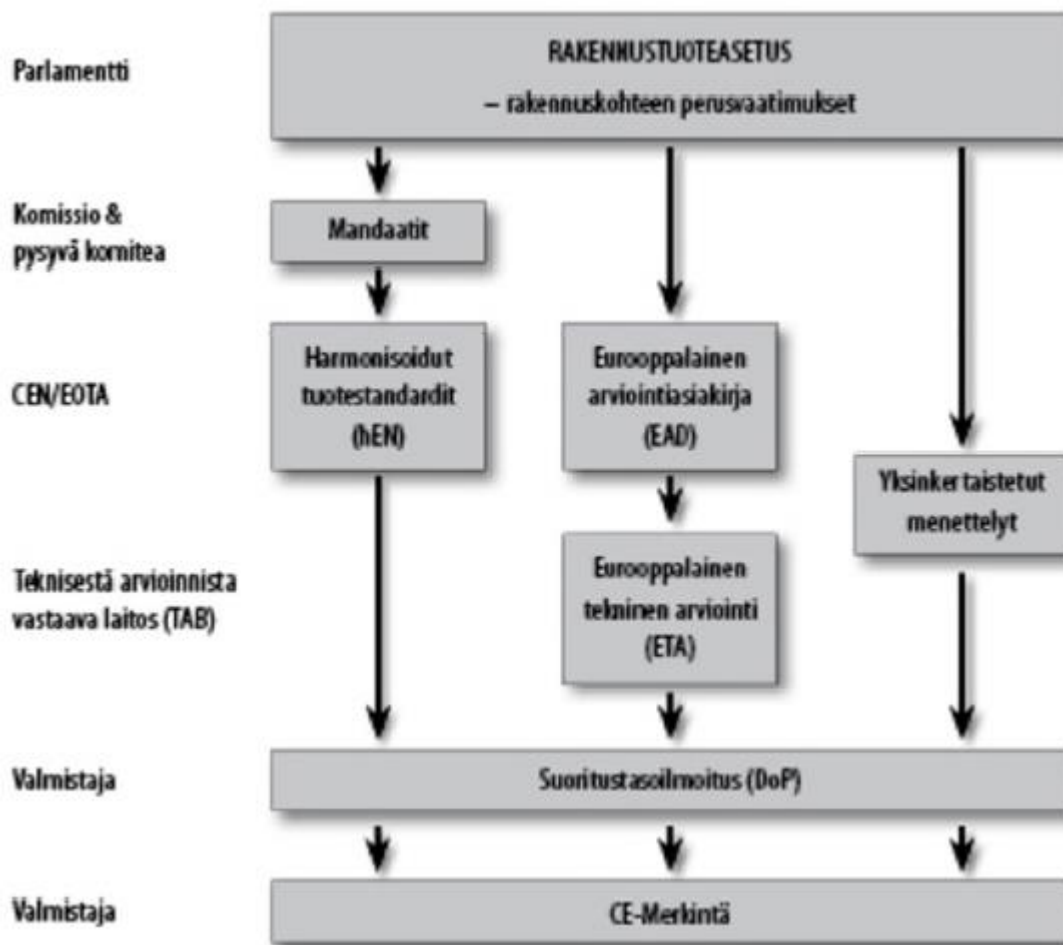 Parlamentti
RAKENNUSTUOTEASETUS
– rakennuskohteen perusvaatimukset
Komissio &
pysyvä komitea
Mandaatit
CEN/EOTA
Harmonisoidut
tuotestandardit
(hEN)
Eurooppalainen
arviointiasiakirja
(EAD)
Yksinkertaistetut
menettelyt
Teknisestä arvioinnista
vastaava laitos (TAB)
Eurooppalainen
tekninen arviointi
(ETA)
Valmistaja
Suoritustasoilmoitus (DoP)
Valmistaja
CE-Merkintä